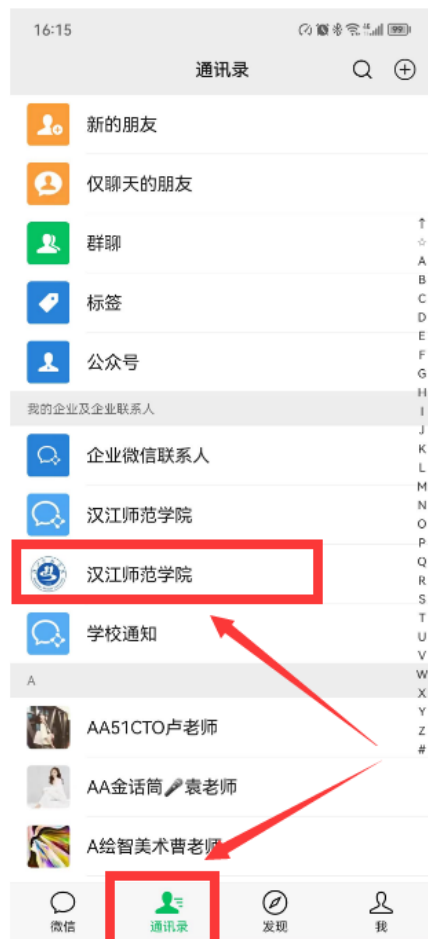 16:15
99
通讯录
新的朋友
仅聊天的朋友
群聊
标签
公众号
我的企业及企业联系人
企业微信联系人
汉江师范学院
汉江师范学院
学校通知
A
AA51CTO卢老师
AA金话筒🎤袁老师
A绘智美术曹老师
↑
☆
A
B
C
D
E
F
G
H
I
J
K
L
M
N
O
P
Q
R
S
T
U
V
W
X
Y
Z
#
微信
通讯录
发现
我